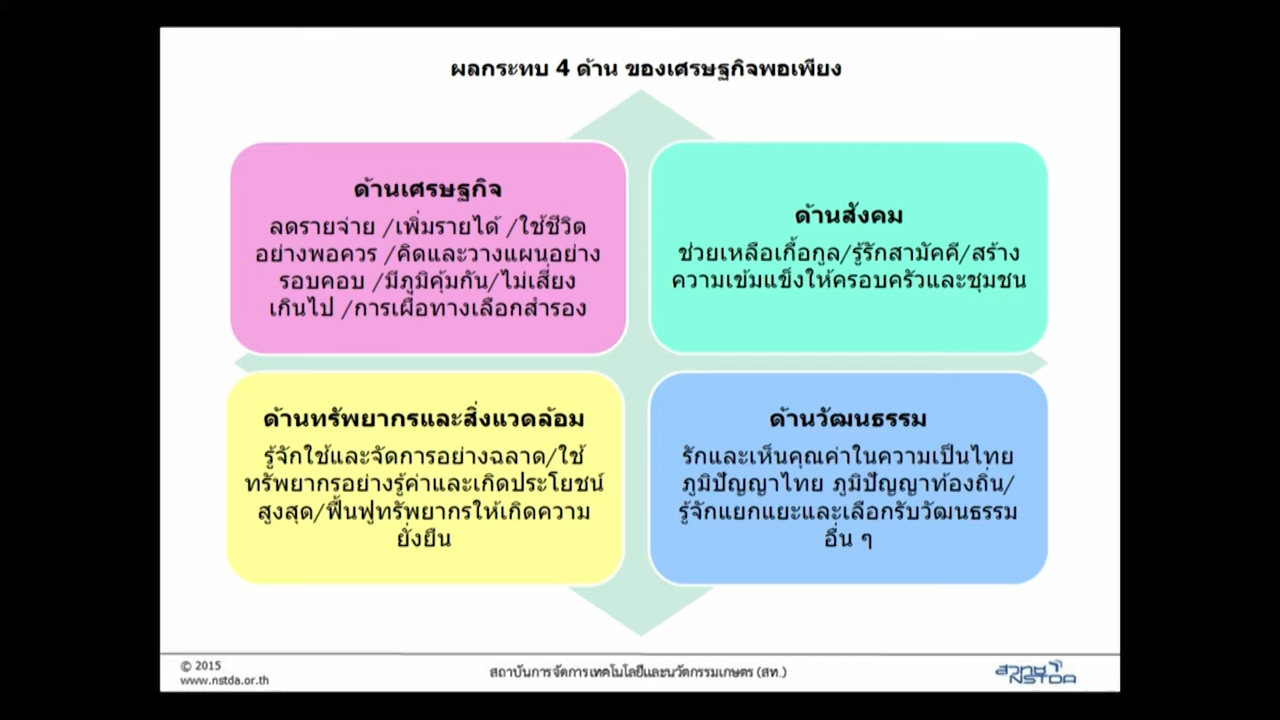 ผลกระทบ 4 ด้าน ของเศรษฐกิจพอเพียง
ด้านเศรษฐกิจ
ลดรายจ่าย /เพิ่มรายได้ /ใช้ชีวิต
อย่างพอควร /คิดและวางแผนอย่าง
รอบคอบ /มีภูมิคุ้มกัน/ไม่เสี่ยง
เกินไป /การเผื่อทางเลือกสำรอง
ด้านสังคม
ช่วยเหลือเกื้อกูล/รู้รักสามัคคี/สร้าง
ความเข้มแข็งให้ครอบครัวและชุมชน
ด้านทรัพยากรและสิ่งแวดล้อม
รู้จักใช้และจัดการอย่างฉลาด/ใช้
ทรัพยากรอย่างรู้ค่าและเกิดประโยชน์
สูงสุด/ฟื้นฟูทรัพยากรให้เกิดความ
ยั่งยืน
ด้านวัฒนธรรม
รักและเห็นคุณค่าในความเป็นไทย
ภูมิปัญญาไทย ภูมิปัญญาท้องถิ่น/
รู้จักแยกแยะและเลือกรับวัฒนธรรม
อื่น ๆ
© 2015
www.nstda.or.th
สถาบันการจัดการเทคโนโลยีและนวัตกรรมเกษตร (สท.)
สวทช
NSTDA